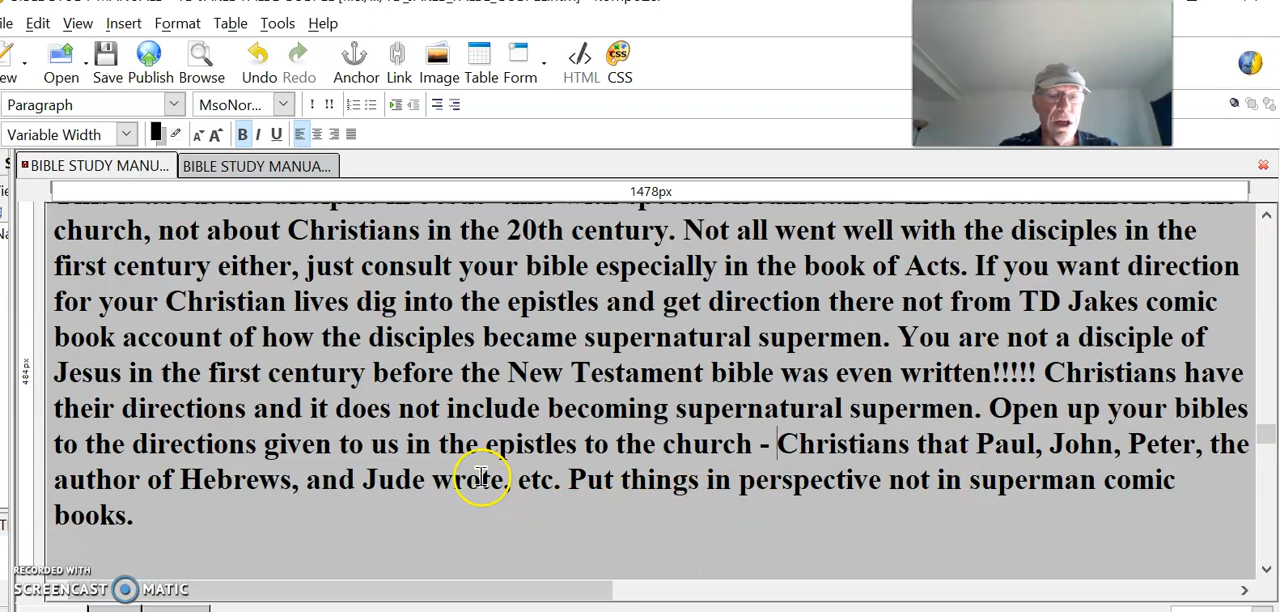 Edit View Insert Format Table Tools Help
Open Save Publish Browse Undo Redo Anchor Link Image Table Form HTML CSS
Paragraph MsoNor... ! !!
Variable Width A A B I U
BIBLE STUDY MANU... BIBLE STUDY MANUA...
1478px
church, not about Christians in the 20th century. Not all went well with the disciples in the
first century either, just consult your bible especially in the book of Acts. If you want direction
for your Christian lives dig into the epistles and get direction there not from TD Jakes comic
book account of how the disciples became supernatural supermen. You are not a disciple of
Jesus in the first century before the New Testament bible was even written!!!!! Christians have
their directions and it does not include becoming supernatural supermen. Open up your bibles
to the directions given to us in the epistles to the church - Christians that Paul, John, Peter, the
author of Hebrews, and Jude wrote, etc. Put things in perspective not in superman comic
books.
484 px
RECORDED WITH
SCREENCAST MATIC